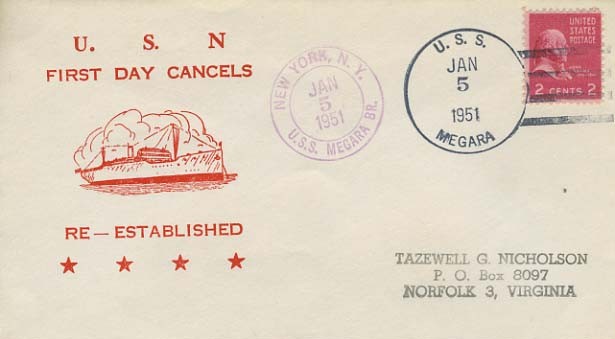 U. S. N
FIRST DAY CANCELS
RE—ESTABLISHED
NEW YORK, N.Y.
JAN
5
1951
U.S.S. MEGARA BR.
U. S. S.
JAN
5
1951
MEGARA
UNITED
STATES
POSTAGE
2 CENTS 2
TAZEWELL G. NICHOLSON
P. O. Box 8097
NORFOLK 3, VIRGINIA